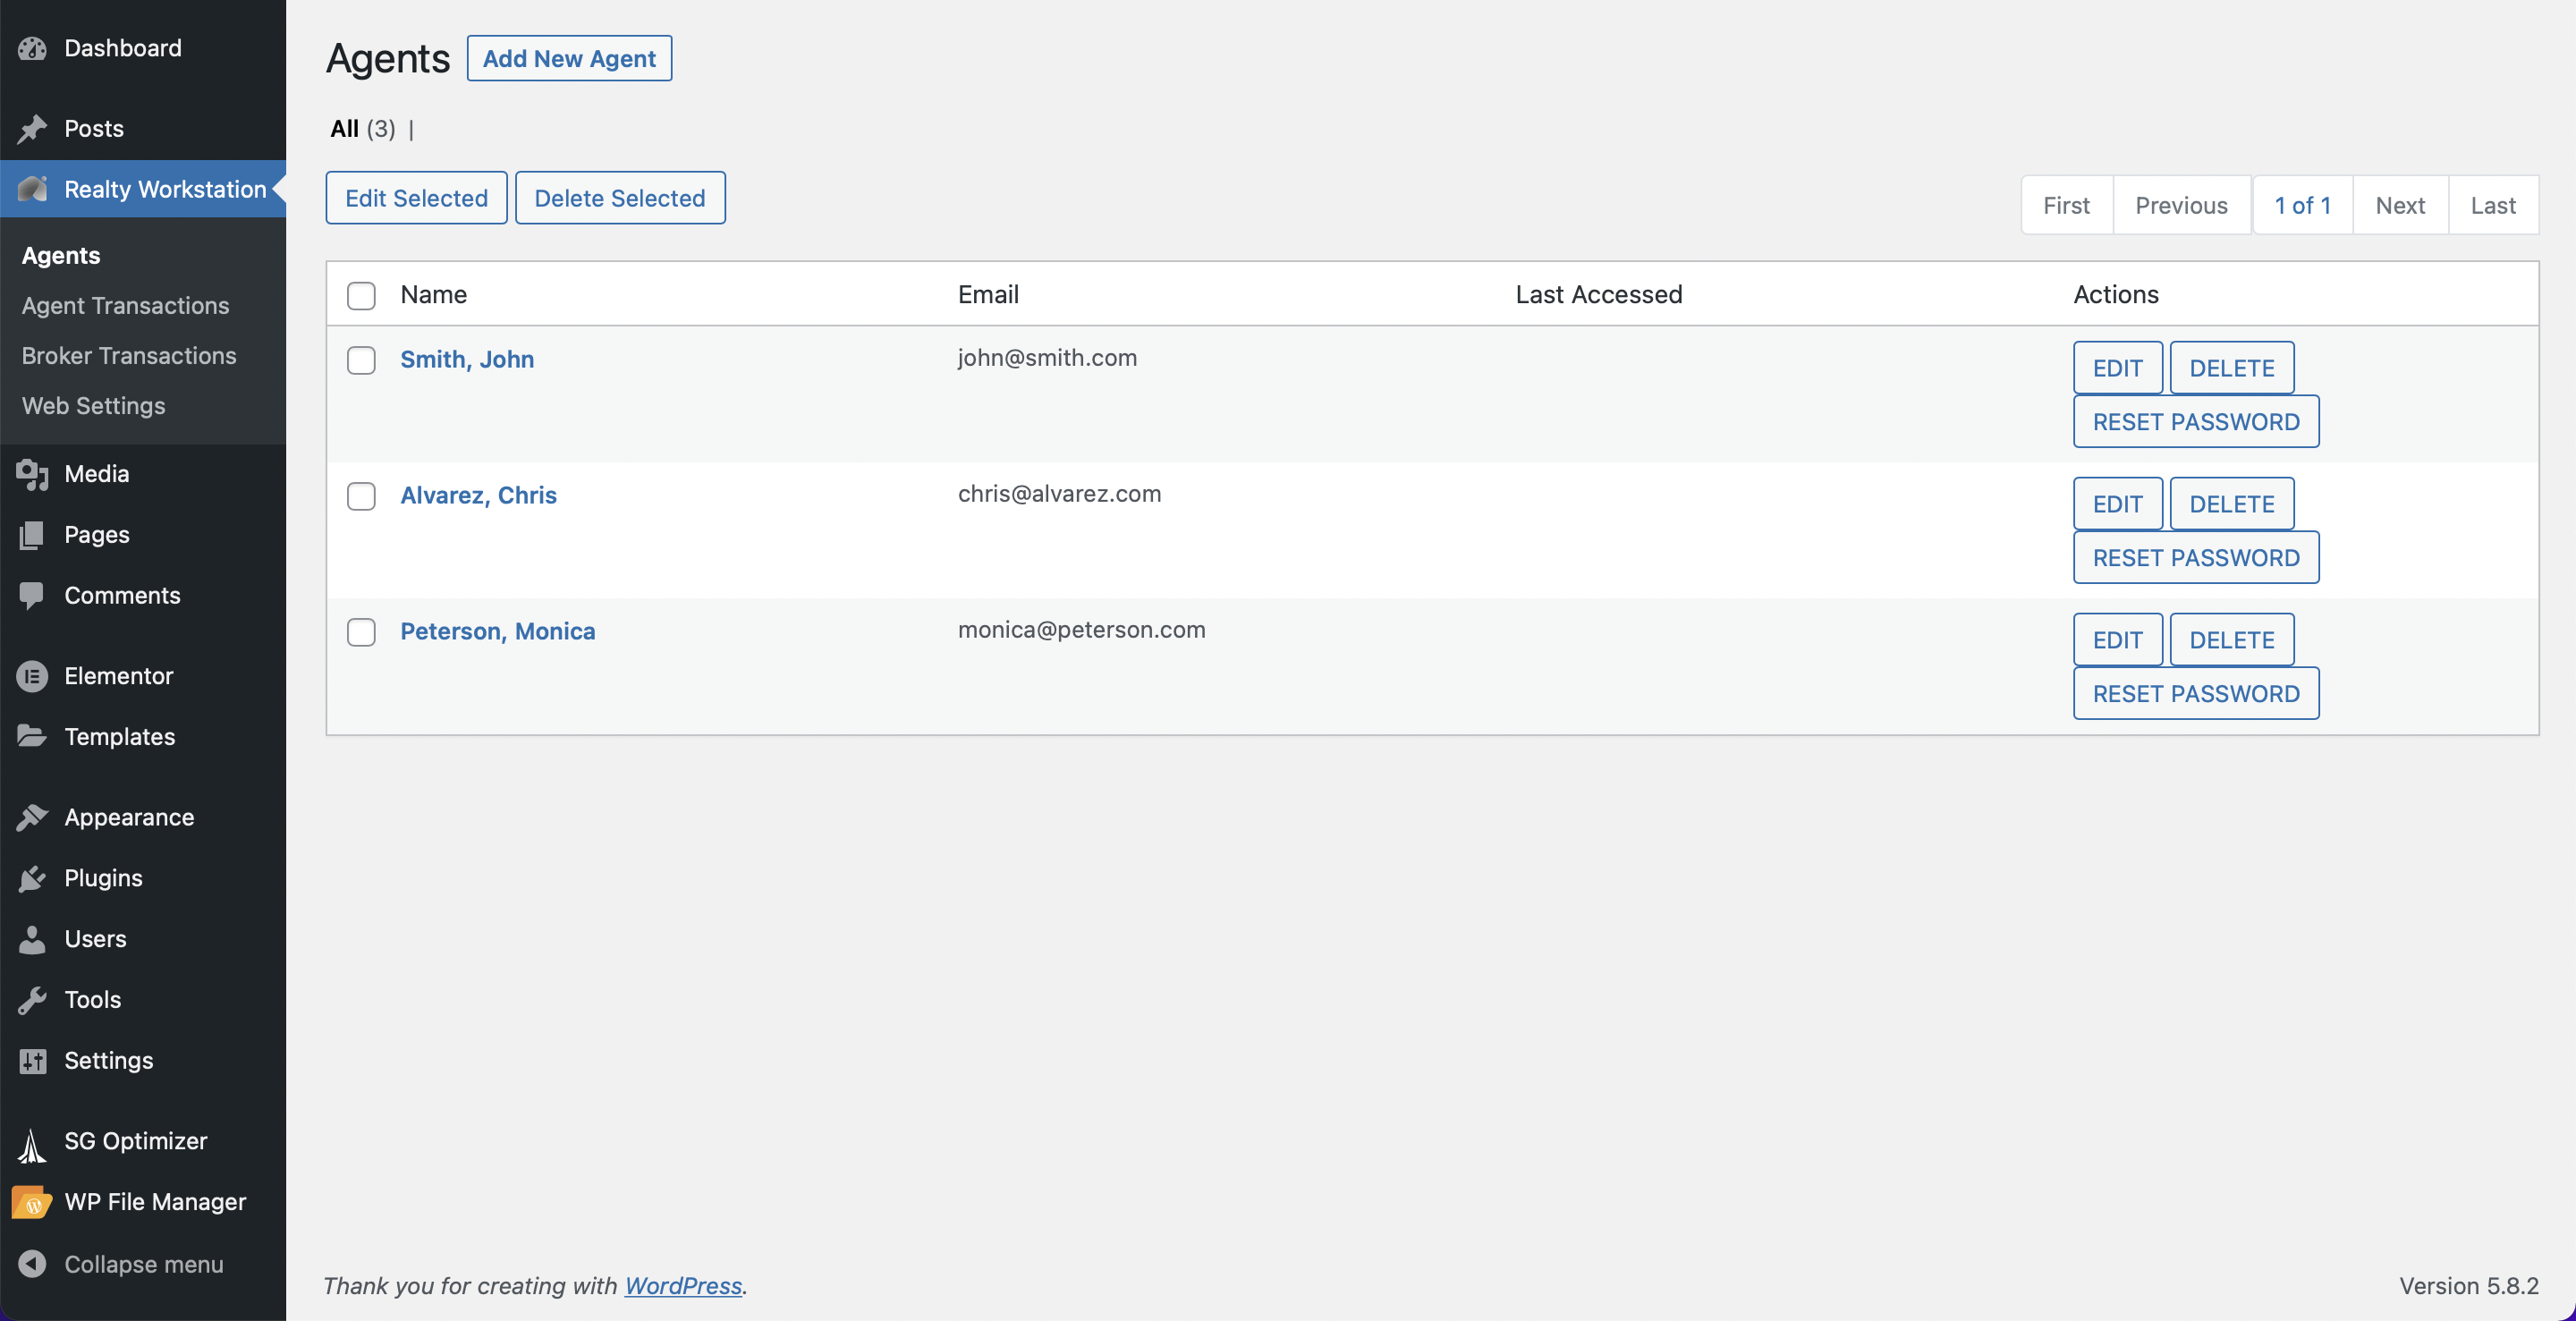 Dashboard
Posts
Realty Workstation
Agents
Agent Transactions
Broker Transactions
Web Settings
Media
Pages
Comments
Elementor
Templates
Appearance
Plugins
Users
Tools
Settings
SG Optimizer
WP File Manager
Collapse menu
Agents Add New Agent
All (3) |
Edit Selected Delete Selected
First Previous 1 of 1 Next Last
Name Email Last Accessed Actions
Smith, John john@smith.com EDIT DELETE
RESET PASSWORD
Alvarez, Chris chris@alvarez.com EDIT DELETE
RESET PASSWORD
Peterson, Monica monica@peterson.com EDIT DELETE
RESET PASSWORD
Thank you for creating with WordPress. Version 5.8.2